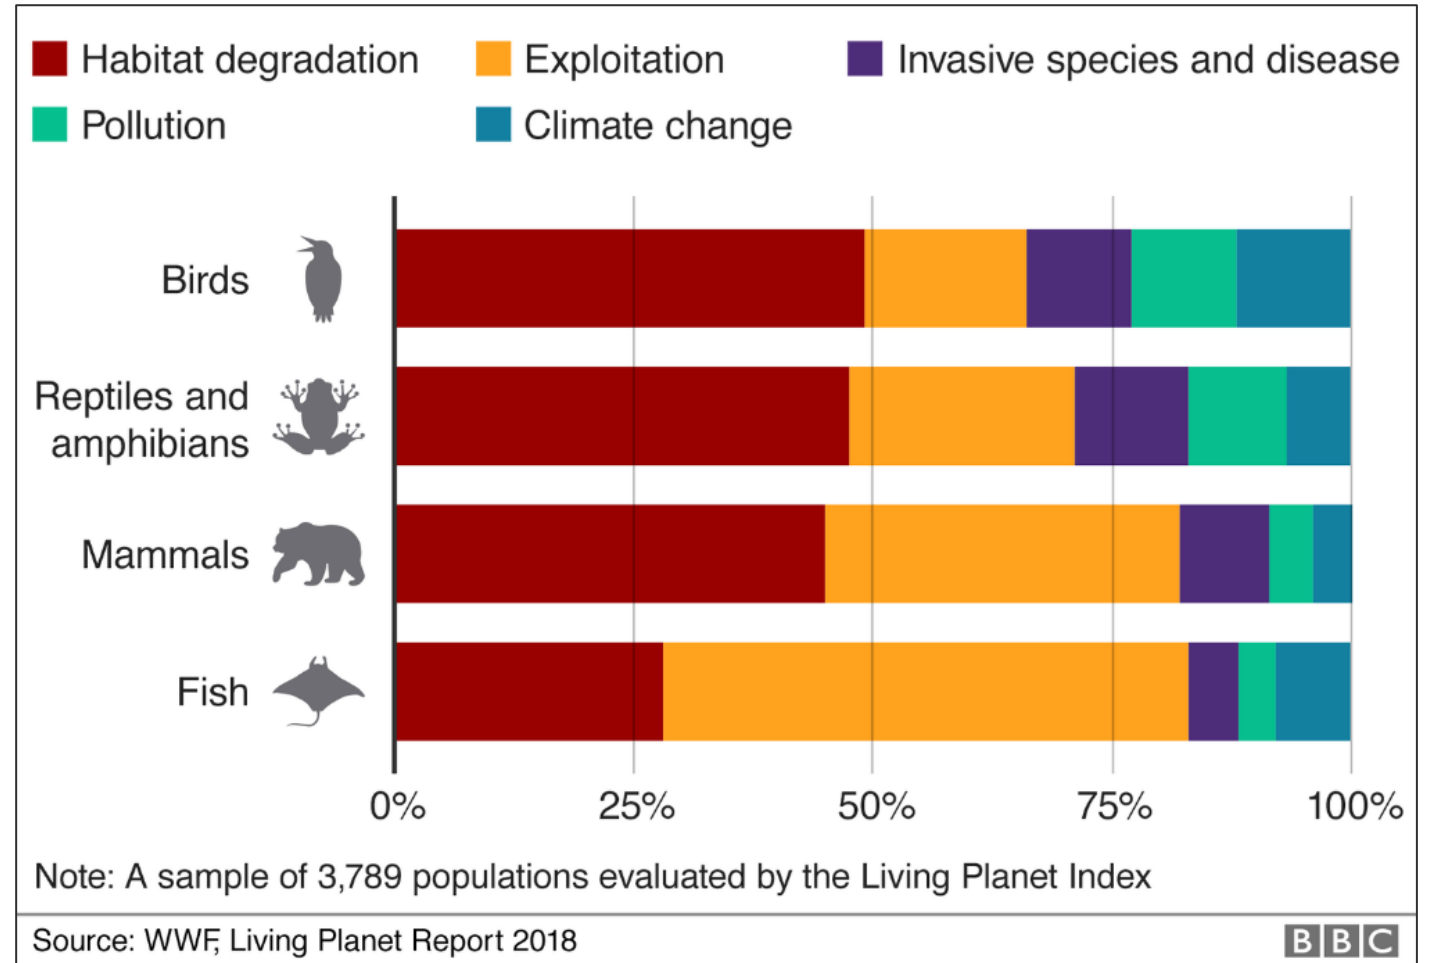 Habitat degradation
Exploitation
Invasive species and disease
Pollution
Climate change
Birds
Reptiles and
amphibians
Mammals
Fish
0% 25% 50% 75% 100%
Note: A sample of 3,789 populations evaluated by the Living Planet Index
Source: WWF, Living Planet Report 2018
BBC